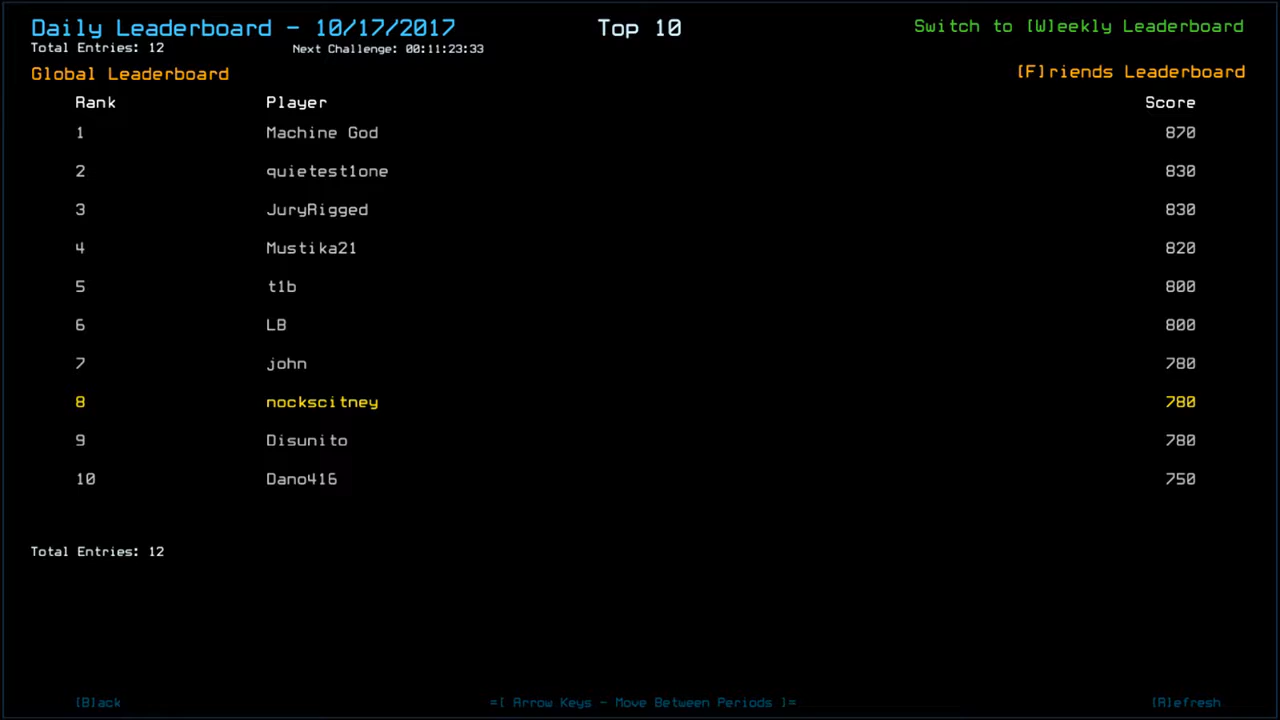 Daily Leaderboard - 10/17/2017 Top 10 Switch to [W]eekly Leaderboard
Total Entries: 12 Next Challenge: 00:11:23:33
Global Leaderboard [F]riends Leaderboard
Rank Player Score
1 Machine God 870
2 quietest1one 830
3 JuryRigged 830
4 Mustika21 820
5 t1b 800
6 LB 800
7 john 780
8 nockscitney 780
9 Disunito 780
10 Dano416 750
Total Entries: 12
[B]ack =[ Arrow Keys - Move Between Periods ]= [R]efresh